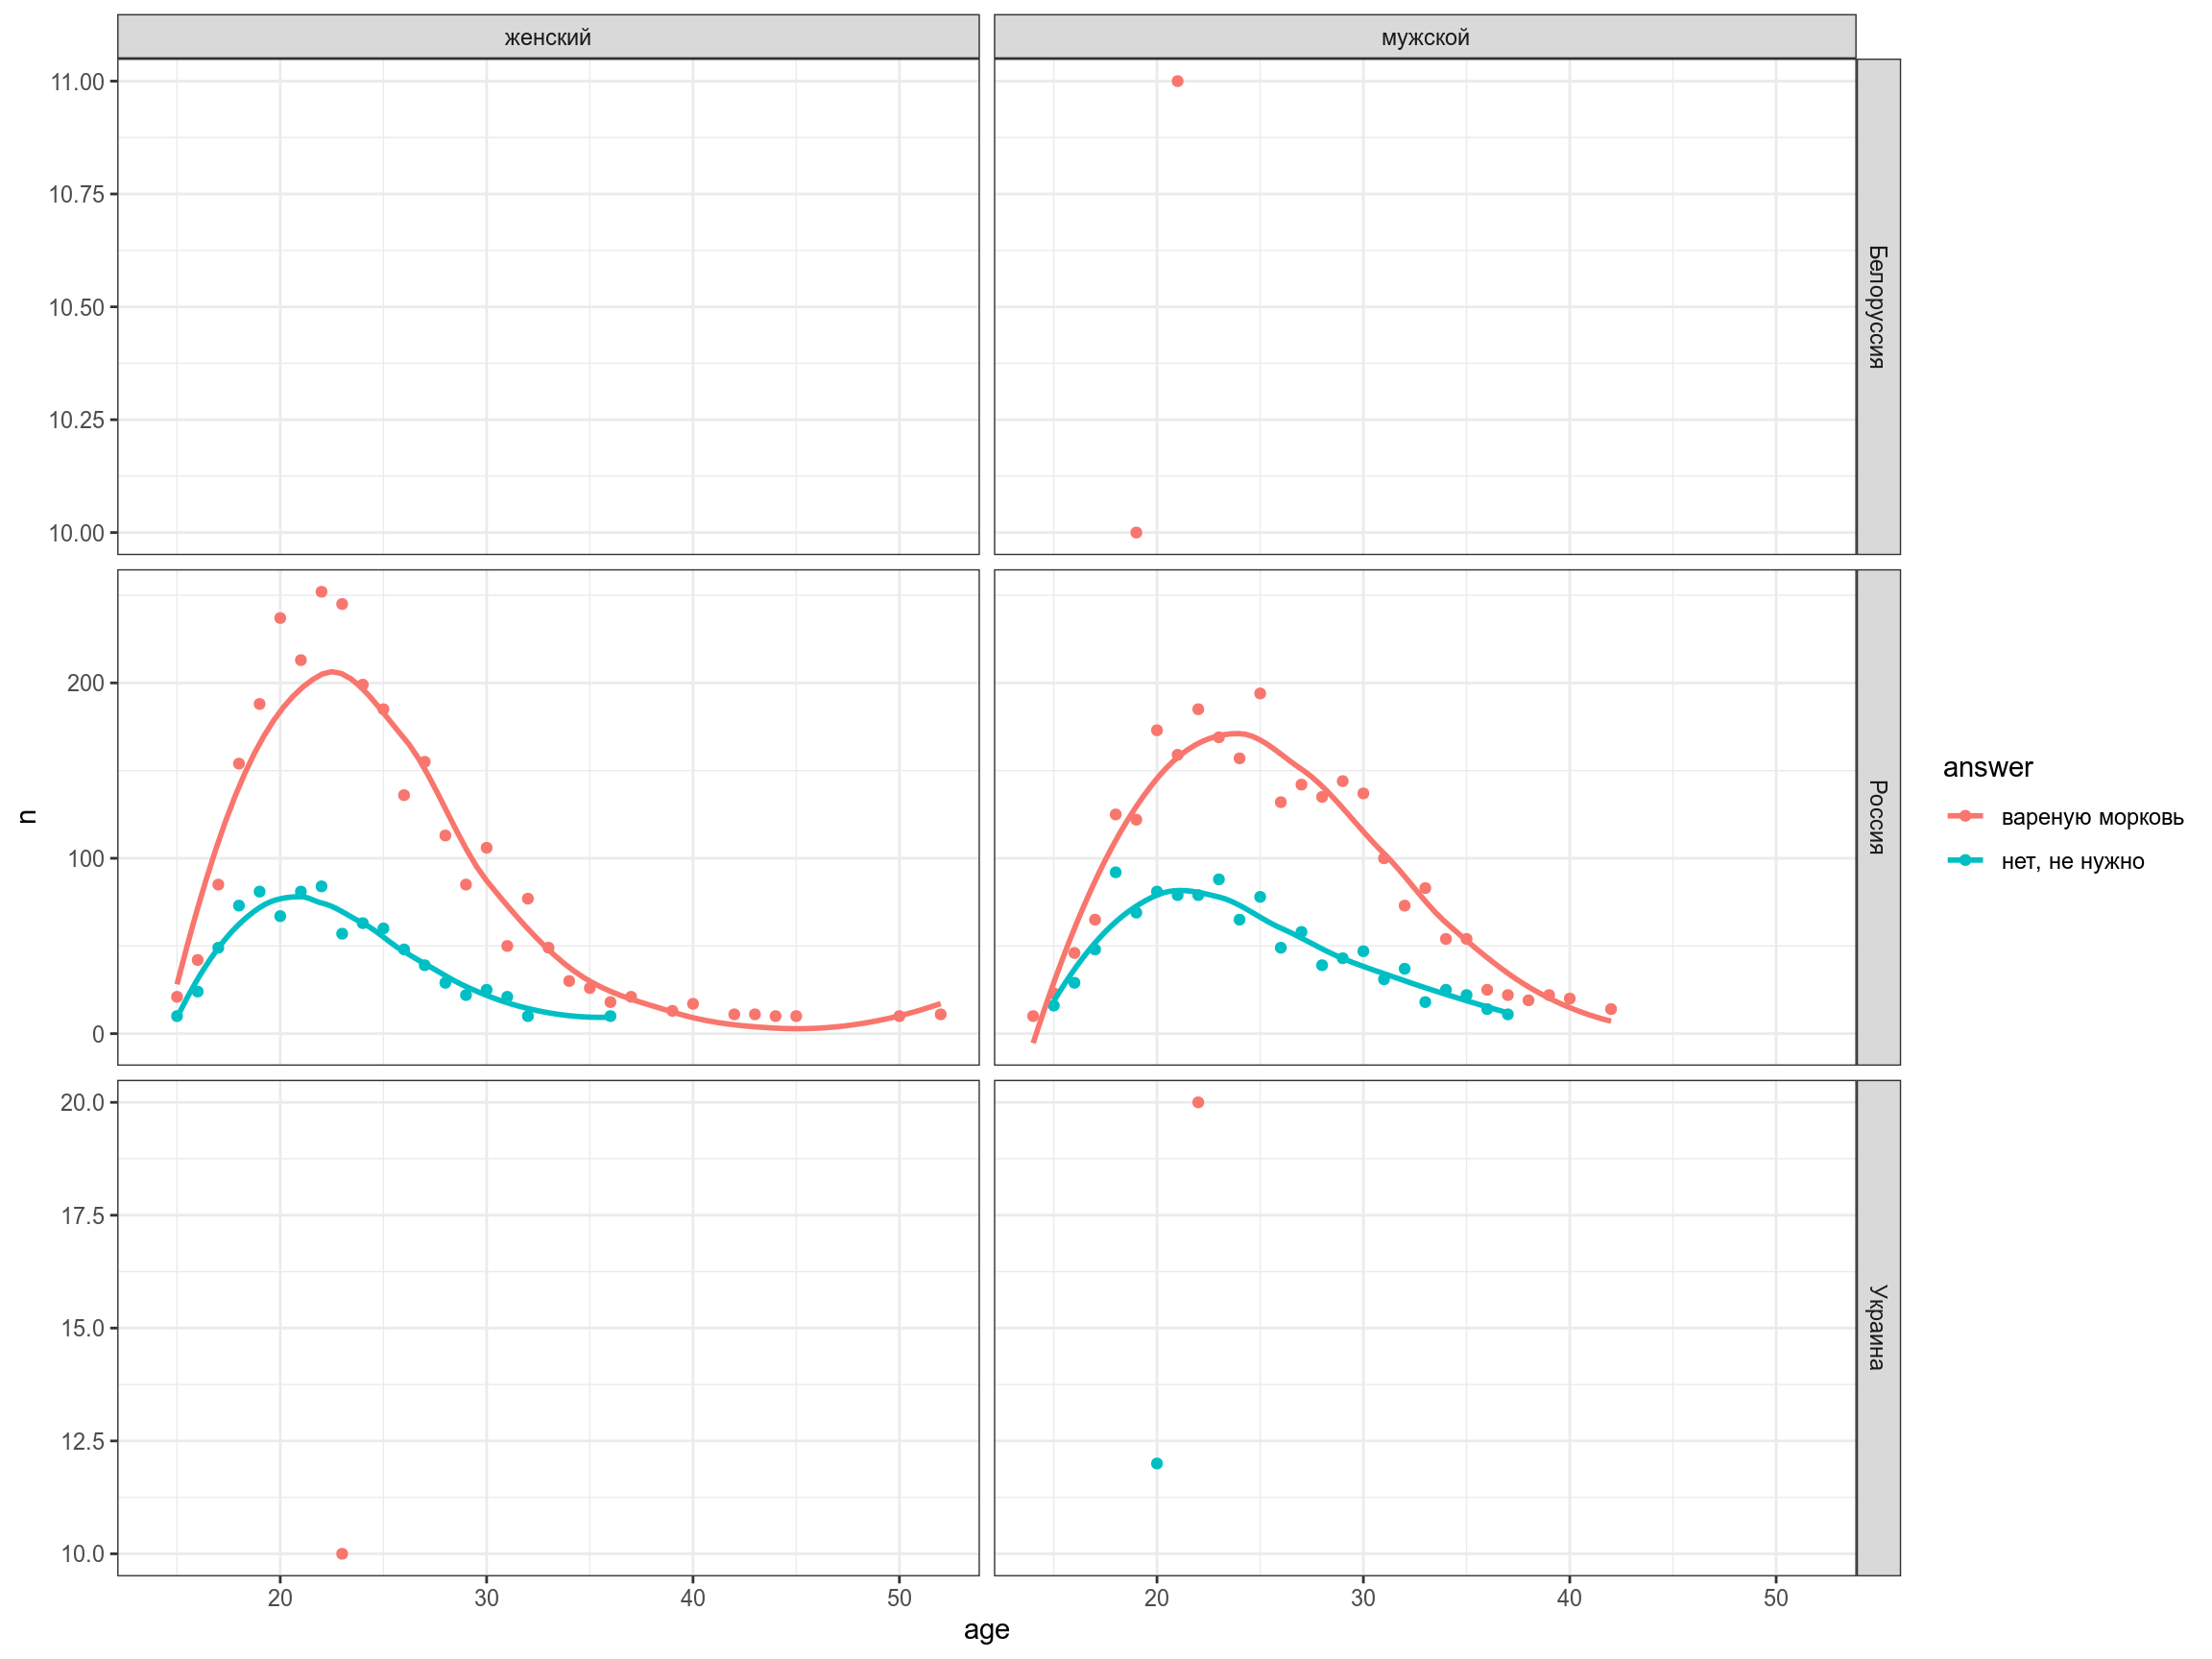 женский
мужской
11.00
10.75
10.50
10.25
10.00
Белоруссия
200
100
0
Россия
20.0
17.5
15.0
12.5
10.0
Украина
20 30 40 50
20 30 40 50
age
n
answer
вареную морковь
нет, не нужно